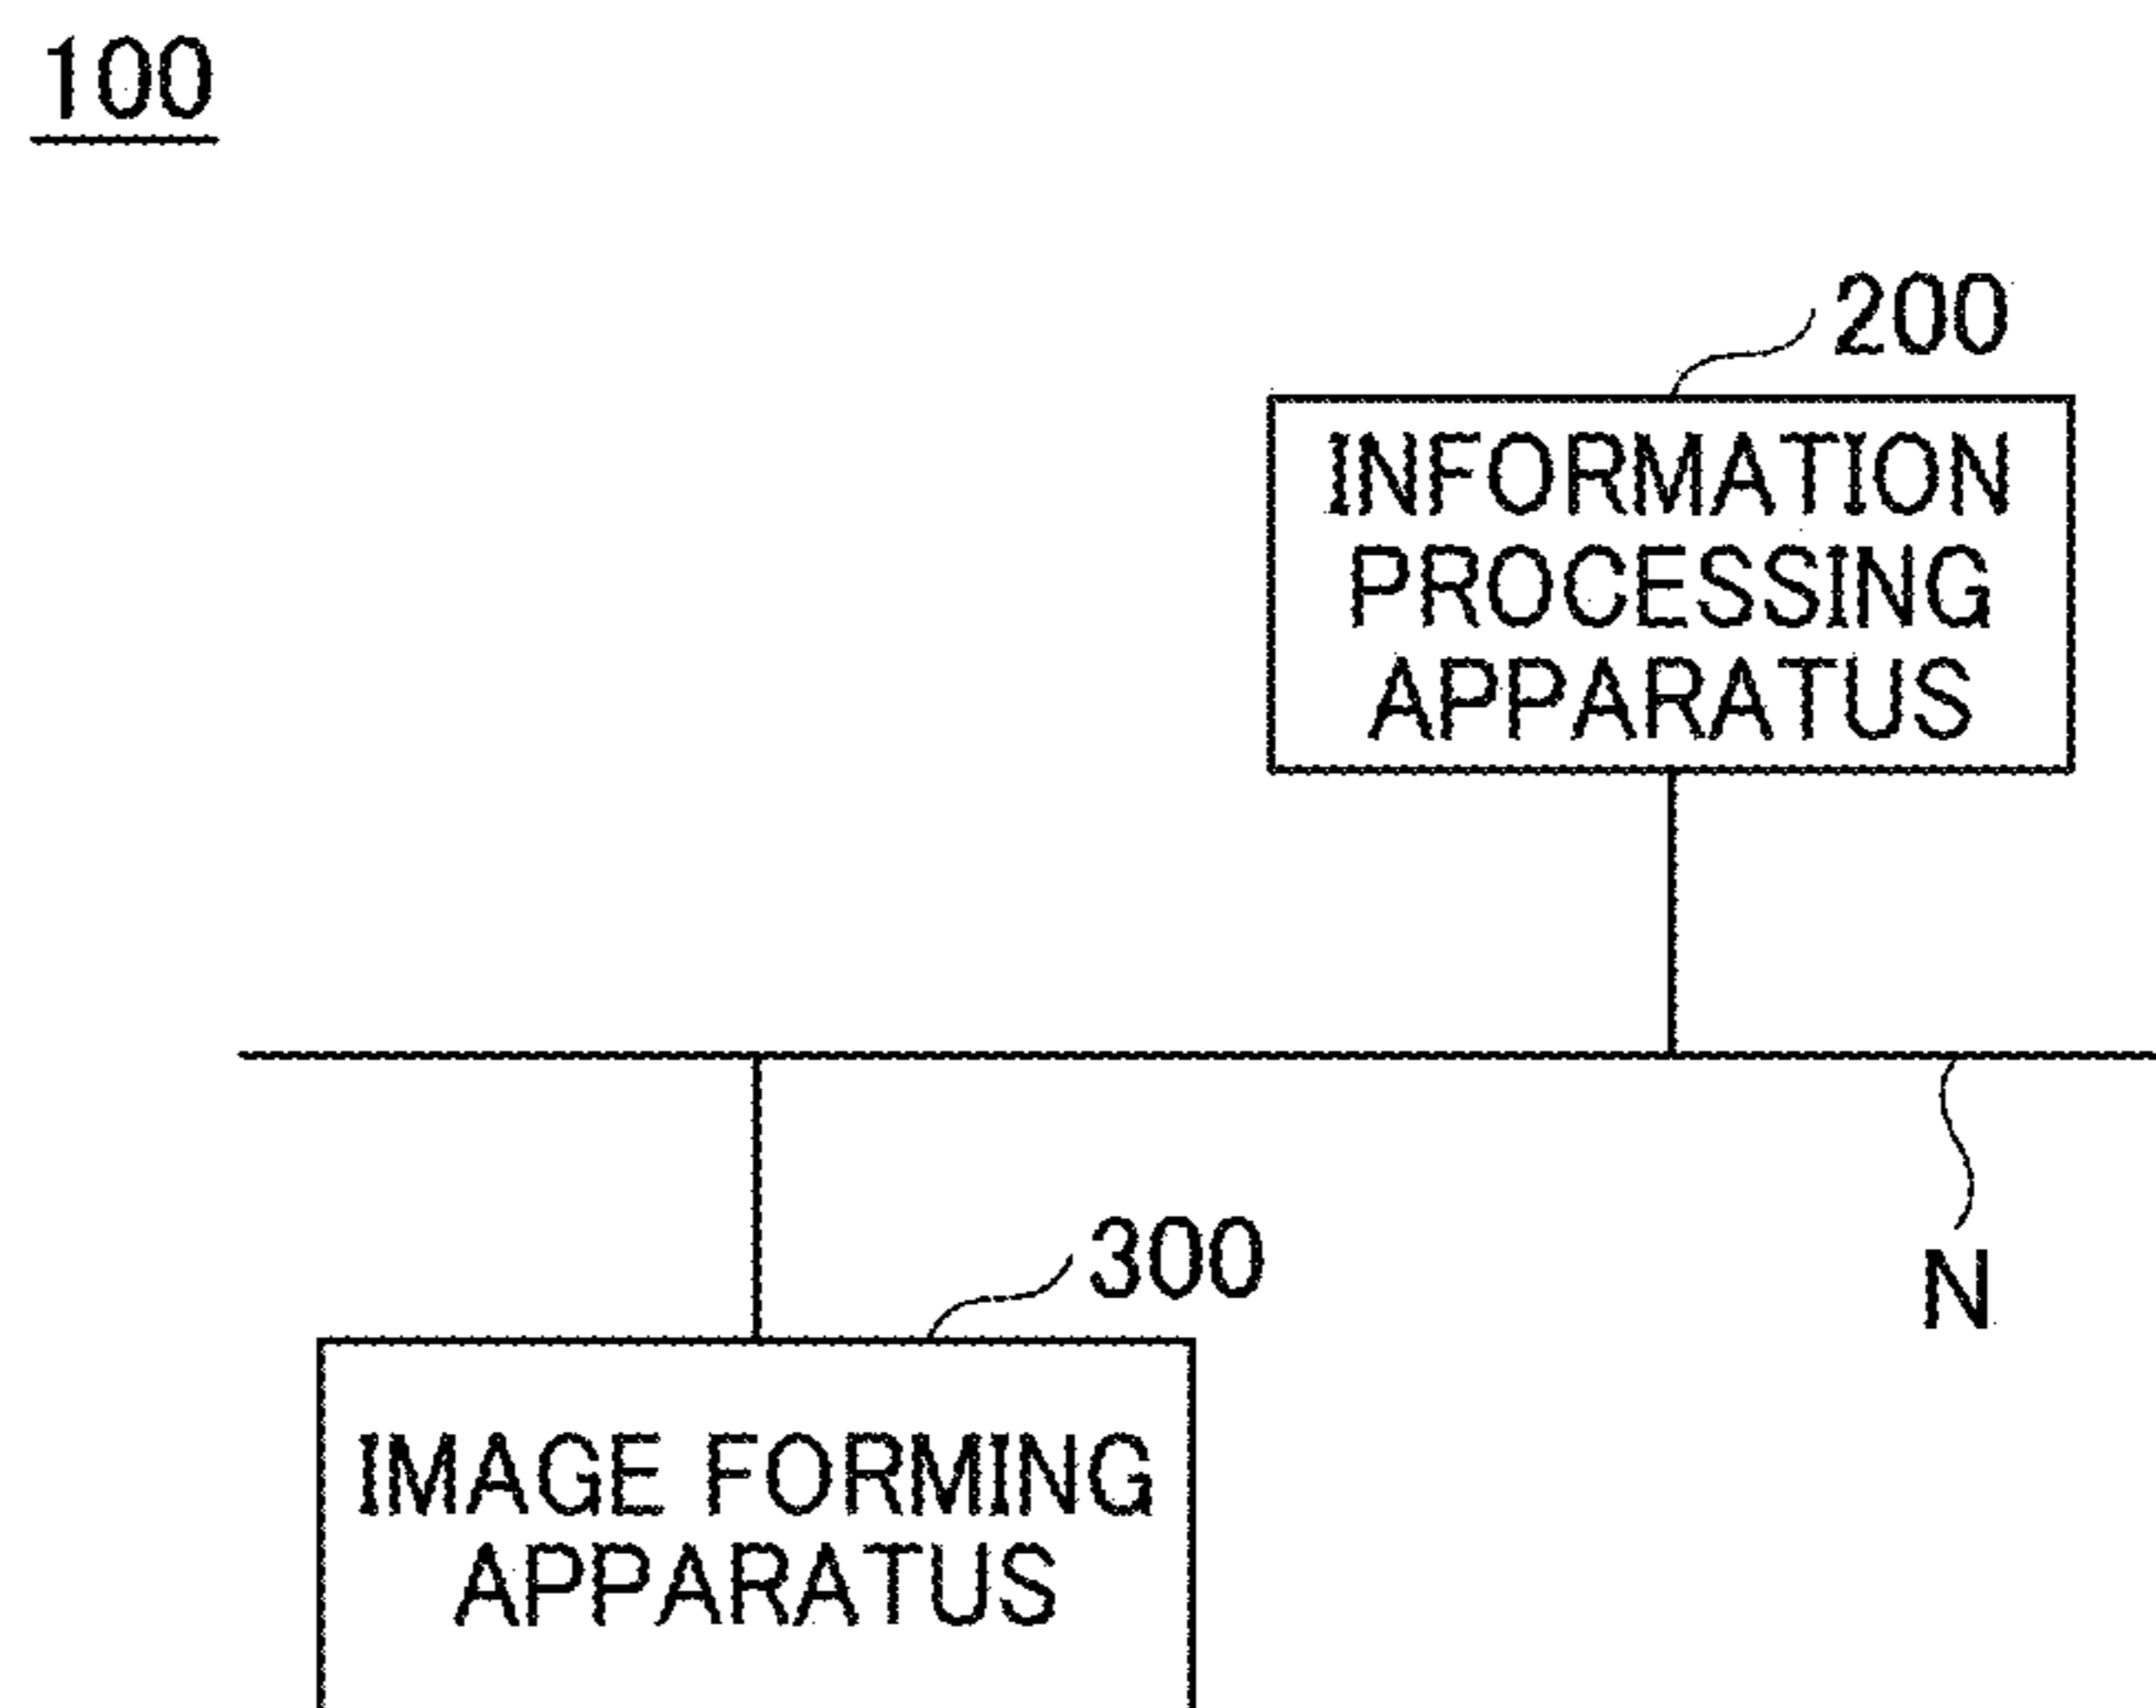 100
200
INFORMATION
PROCESSING
APPARATUS
300
N
IMAGE FORMING
APPARATUS